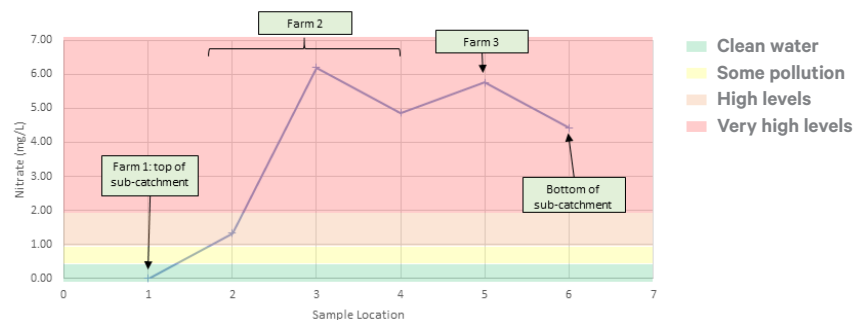 Farm 2
Farm 3
Farm 1: top of
sub-catchment
Bottom of
sub-catchment
7.00
6.00
5.00
4.00
3.00
2.00
1.00
0.00
Nitrate (mg/L)
0 1 2 3 4 5 6 7
Sample Location
Clean water
Some pollution
High levels
Very high levels